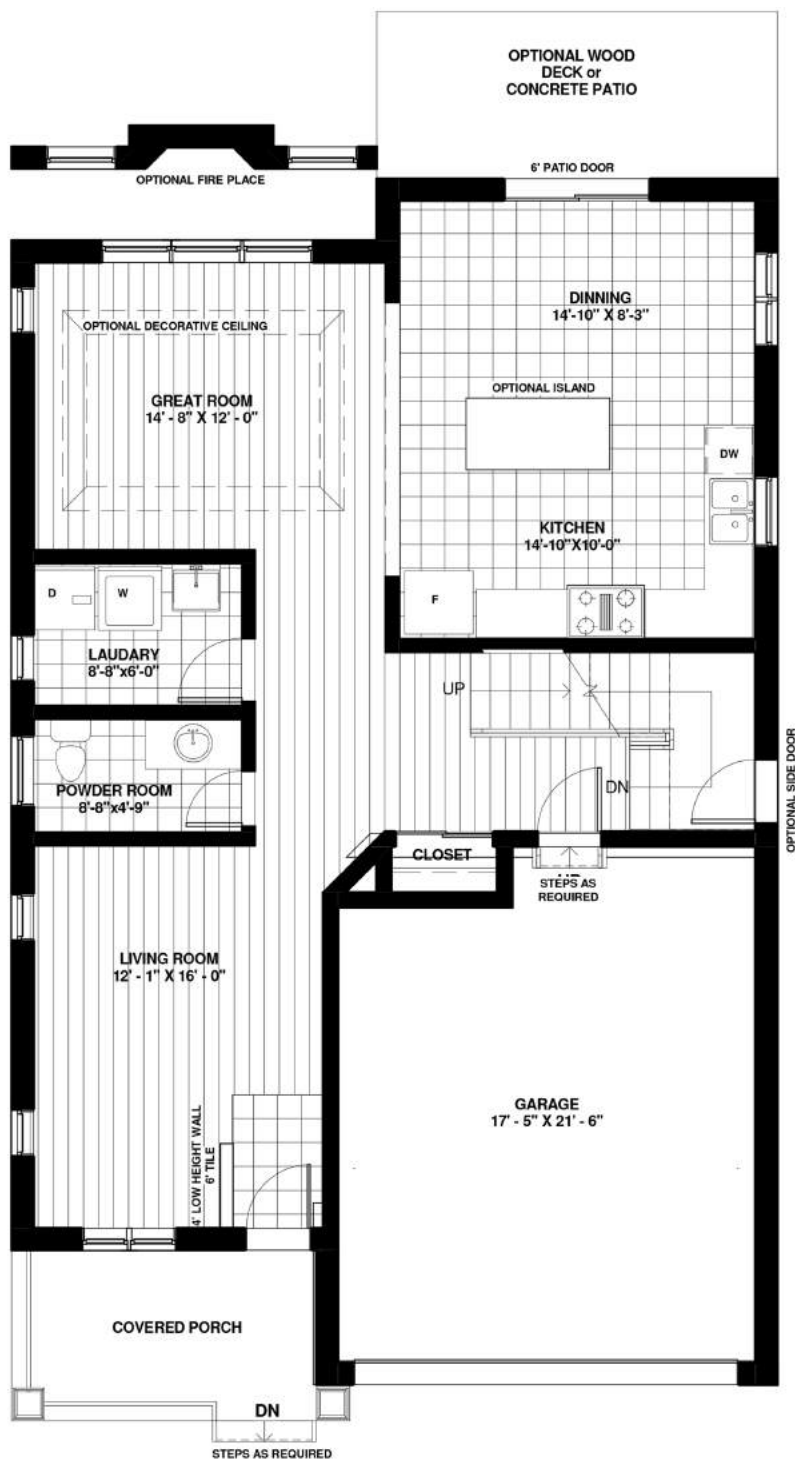 OPTIONAL WOOD
DECK or
CONCRETE PATIO
OPTIONAL FIRE PLACE
6' PATIO DOOR
OPTIONAL DECORATIVE CEILING
GREAT ROOM
14' - 8" X 12' - 0"
DINNING
14'-10" X 8'-3"
OPTIONAL ISLAND
DW
KITCHEN
14'-10"X10'-0"
F
D
W
LAUDARY
8'-8"x6'-0"
UP
DN
OPTIONAL SIDE DOOR
POWDER ROOM
8'-8"x4'-9"
CLOSET
STEPS AS
REQUIRED
LIVING ROOM
12' - 1" X 16' - 0"
4' LOW HEIGHT WALL
6' TILE
GARAGE
17' - 5" X 21' - 6"
COVERED PORCH
DN
STEPS AS REQUIRED